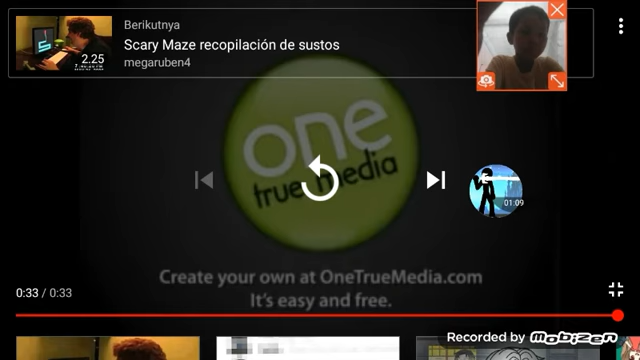 Berikutnya
Scary Maze recopilación de sustos
megaruben4
2.25
one
true media
01:09
Create your own at OneTrueMedia.com
It's easy and free.
0:33 / 0:33
Recorded by Mobizen